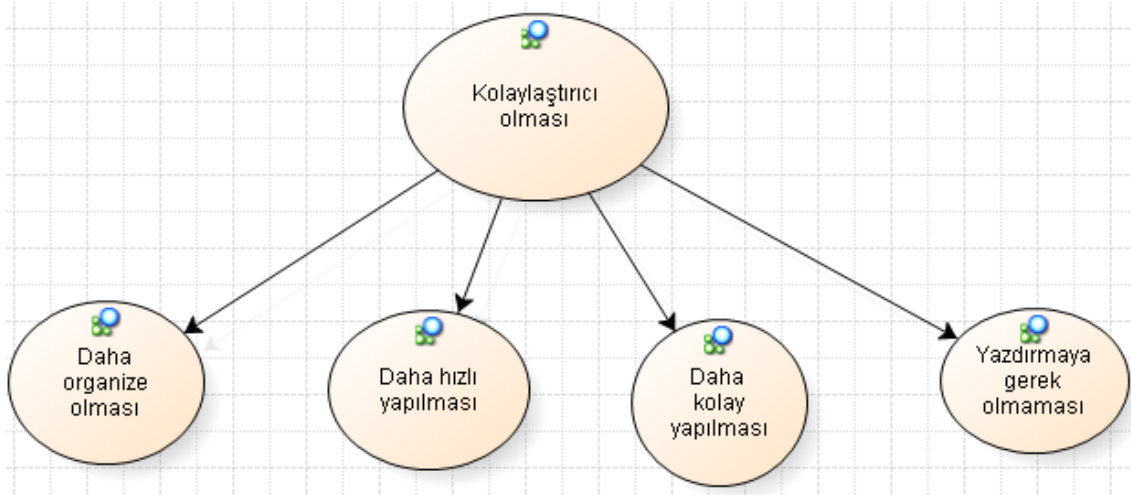 Kolaylaştırıcı
olması
Daha
organize
olması
Daha hızlı
yapılması
Daha
kolay
yapılması
Yazdırmaya
gerek
olmaması